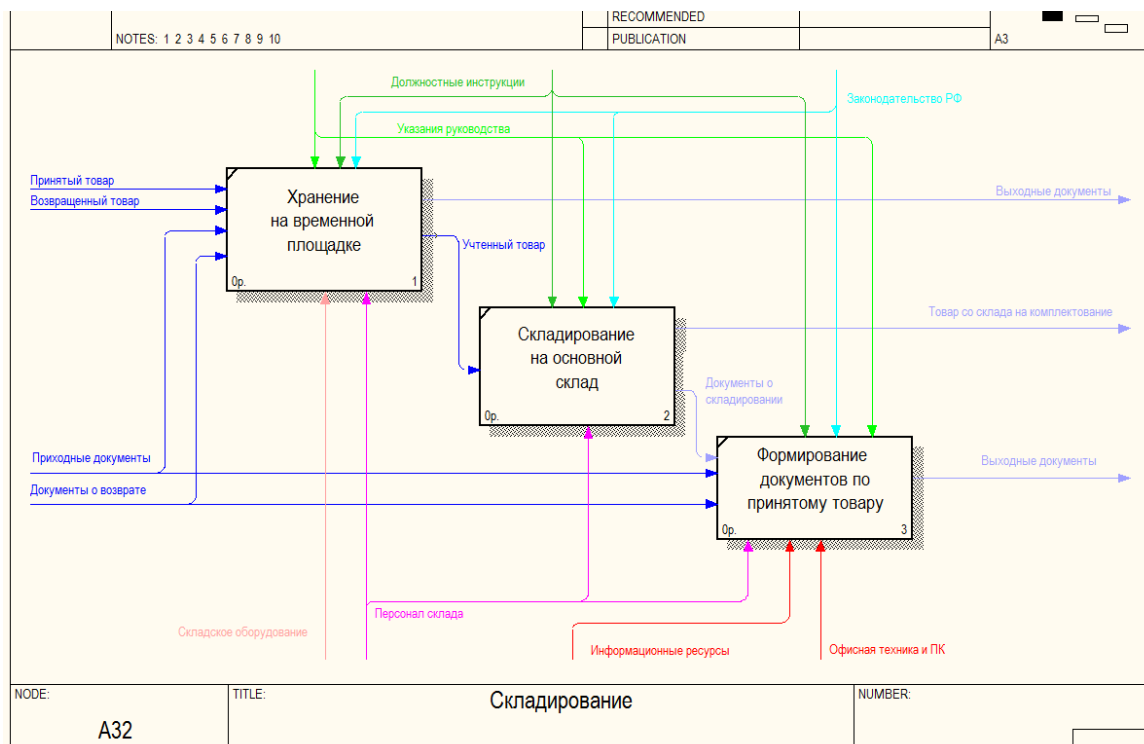 RECOMMENDED
NOTES: 1 2 3 4 5 6 7 8 9 10
PUBLICATION
A3
Должностные инструкции
Законодательство РФ
Указания руководства
Принятый товар
Возвращенный товар
Хранение
на временной
площадке
0р.
1
Выходные документы
Учтенный товар
Товар со склада на комплектование
Складирование
на основной
склад
0р.
2
Документы о
складировании
Приходные документы
Документы о возврате
Формирование
документов по
принятому товару
0р.
3
Выходные документы
Персонал склада
Складское оборудование
Информационные ресурсы
Офисная техника и ПК
NODE:
A32
TITLE:
Складирование
NUMBER: